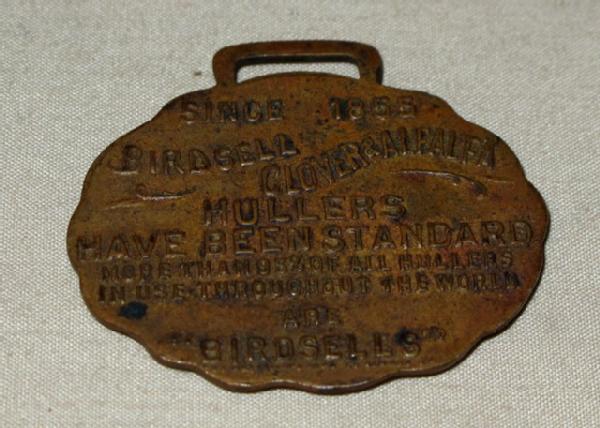 SINCE 1855
BIRDSELL
CLOVER & ALFALFA
HULLERS
HAVE BEEN STANDARD
MORE THAN 95% OF ALL HULLERS
IN USE THROUGHOUT THE WORLD
ARE
"BIRDSELLS"